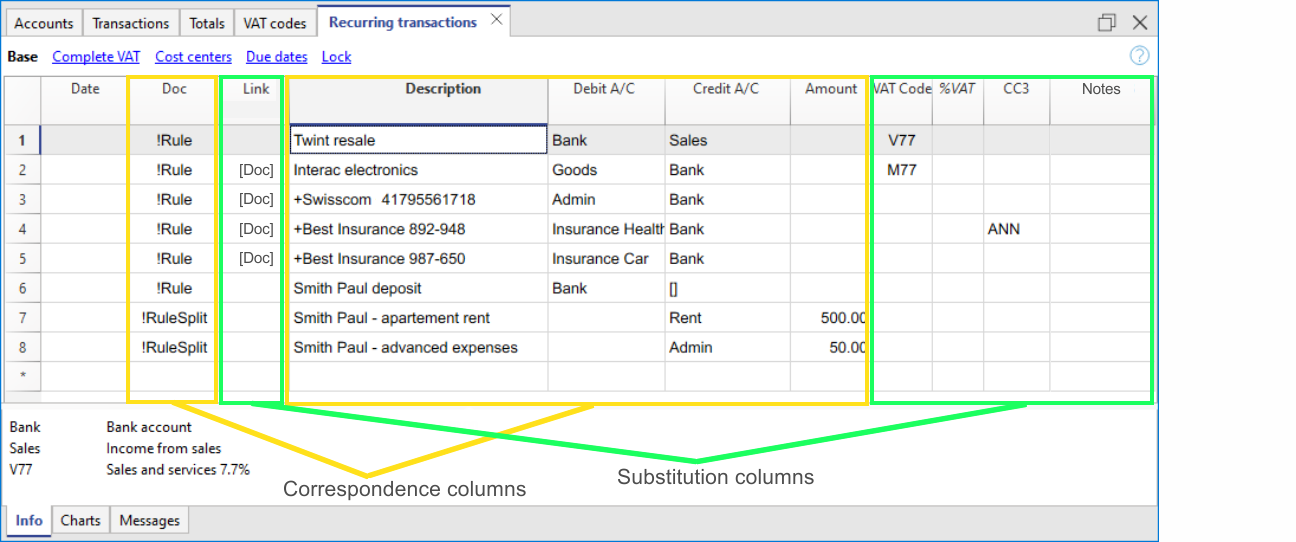 Accounts Transactions Totals VAT codes Recurring transactions
Base Complete VAT Cost centers Due dates Lock ?
Date Doc Link Description Debit A/C Credit A/C Amount VAT Code %VAT CC3 Notes
1 !Rule Twint resale Bank Sales V77
2 !Rule [Doc] Interac electronics Goods Bank M77
3 !Rule [Doc] +Swisscom 41795561718 Admin Bank
4 !Rule [Doc] +Best Insurance 892-948 Insurance Health Bank ANN
5 !Rule [Doc] +Best Insurance 987-650 Insurance Car Bank
6 !Rule Smith Paul deposit Bank []
7 !RuleSplit Smith Paul - apartement rent Rent 500.00
8 !RuleSplit Smith Paul - advanced expenses Admin 50.00
*
Bank Bank account
Sales Income from sales
V77 Sales and services 7.7%
Substitution columns
Correspondence columns
Info Charts Messages